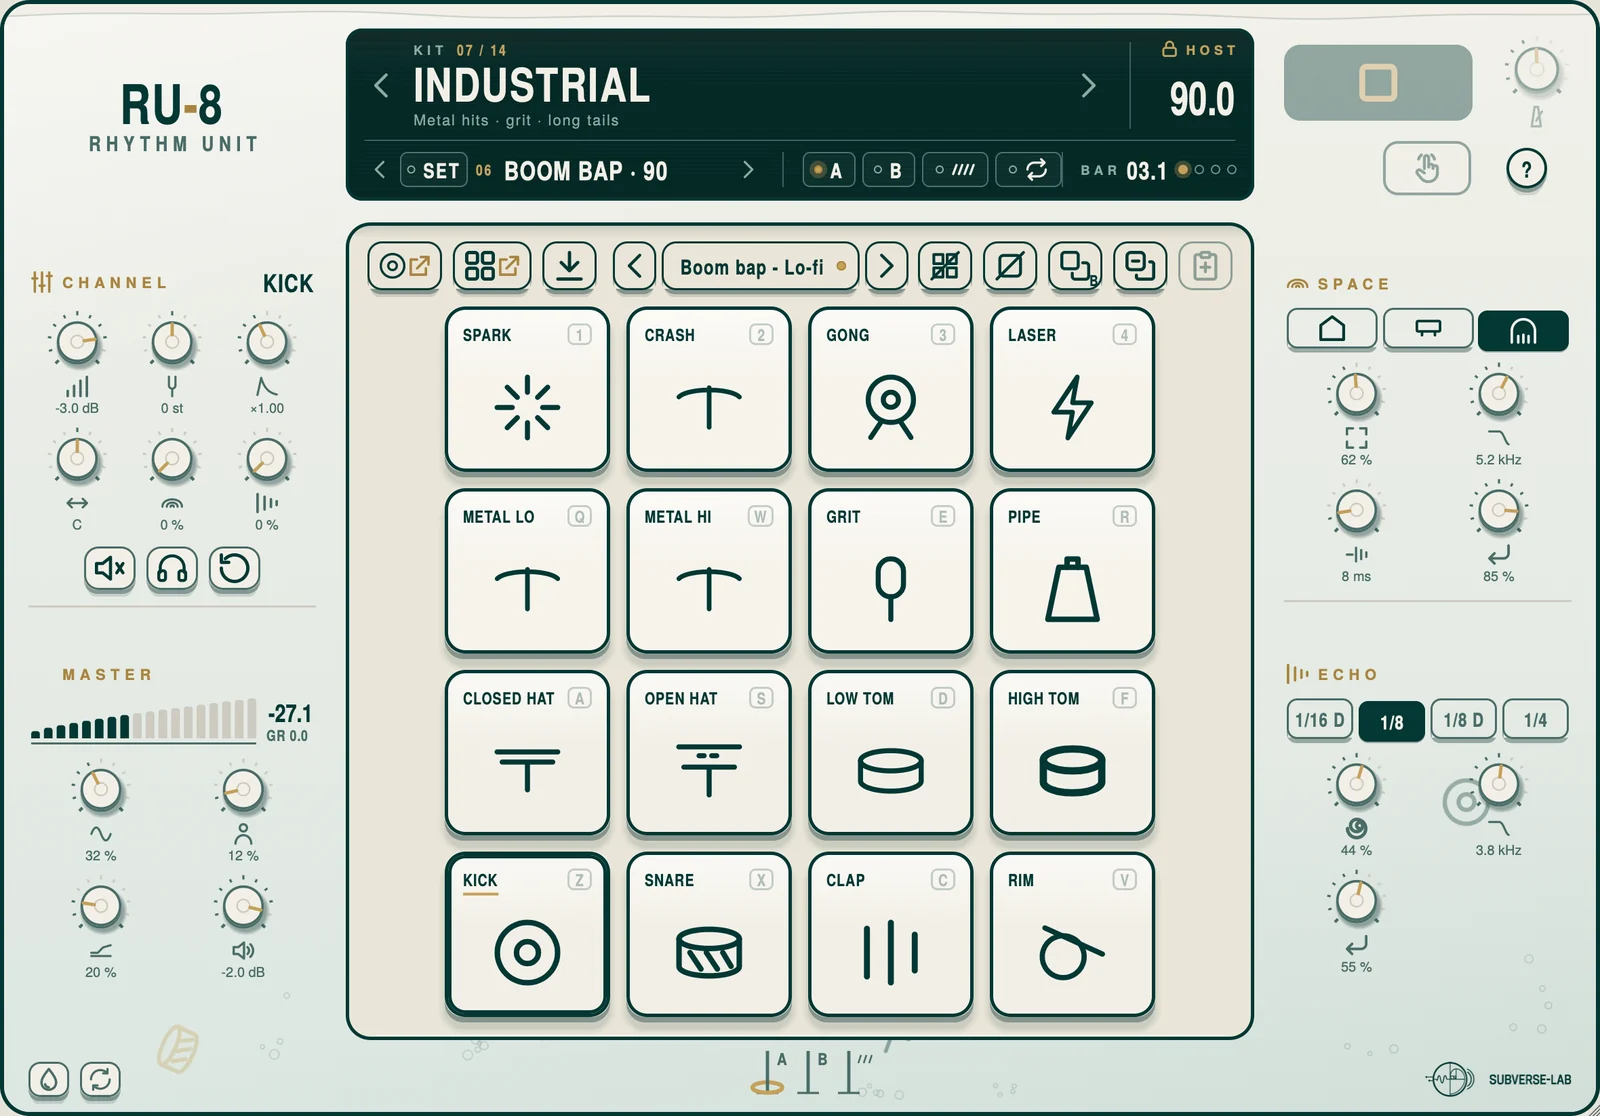 RU-8
RHYTHM UNIT
KIT 07 / 14
INDUSTRIAL
Metal hits · grit · long tails
HOST
90.0
SET 06 BOOM BAP · 90
A B
BAR 03.1
?
CHANNEL KICK
-3.0 dB 0 st ×1.00
C 0 % 0 %
MASTER
-27.1
GR 0.0
32 % 12 %
20 % -2.0 dB
Boom bap - Lo-fi
B
SPARK 1
CRASH 2
GONG 3
LASER 4
METAL LO Q
METAL HI W
GRIT E
PIPE R
CLOSED HAT A
OPEN HAT S
LOW TOM D
HIGH TOM F
KICK Z
SNARE X
CLAP C
RIM V
A B
SPACE
62 % 5.2 kHz
8 ms 85 %
ECHO
1/16 D 1/8 1/8 D 1/4
44 % 3.8 kHz
55 %
SUBVERSE-LAB